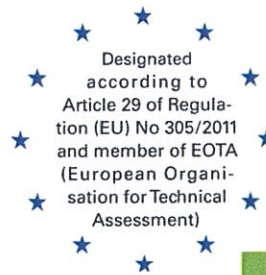 Designated
according to
Article 29 of Regula-
tion (EU) No 305/2011
and member of EOTA
(European Organi-
sation for Technical
Assessment)